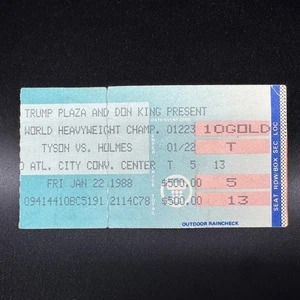 TRUMP PLAZA AND DON KING PRESENT
WORLD HEAVYWEIGHT CHAMP. 01223 10GOLD
TYSON VS. HOLMES 01/22 T
ATL. CITY CONV. CENTER T 5 13
FRI JAN 22 1988 $500.00 5
0941441OBC5191 2114C78 $500.00 13
OUTDOOR RAINCHECK
SEAT ROW/BOX SEC LOC